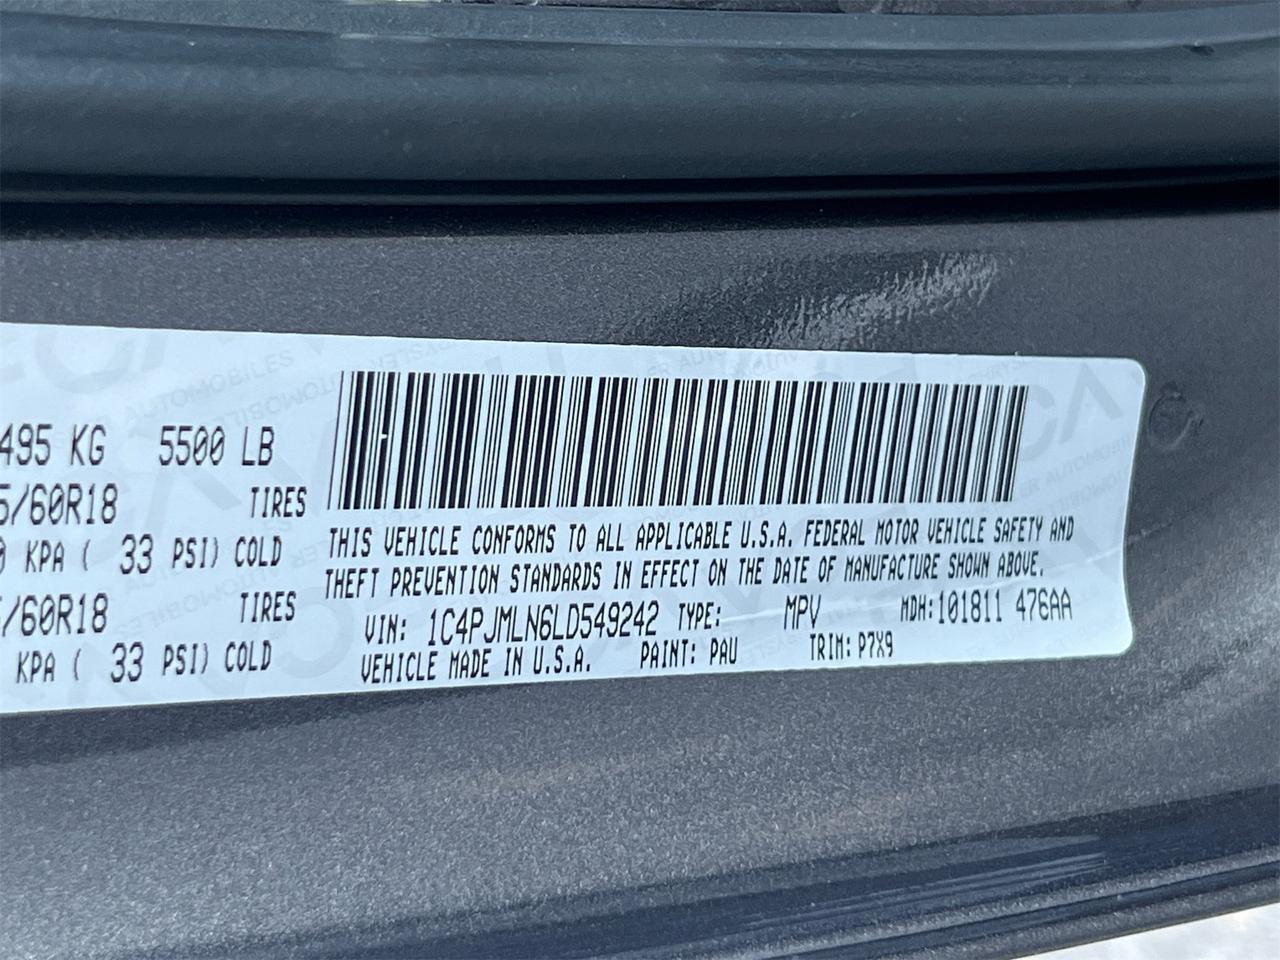 495 KG 5500 LB
5/60R18 TIRES
0 KPA ( 33 PSI) COLD
/60R18 TIRES
KPA ( 33 PSI) COLD
THIS VEHICLE CONFORMS TO ALL APPLICABLE U.S.A. FEDERAL MOTOR VEHICLE SAFETY AND
THEFT PREVENTION STANDARDS IN EFFECT ON THE DATE OF MANUFACTURE SHOWN ABOVE.
VIN: 1C4PJMLN6LD549242 TYPE: MPV MDH:101811 476AA
VEHICLE MADE IN U.S.A. PAINT: PAU TRIM: P7X9